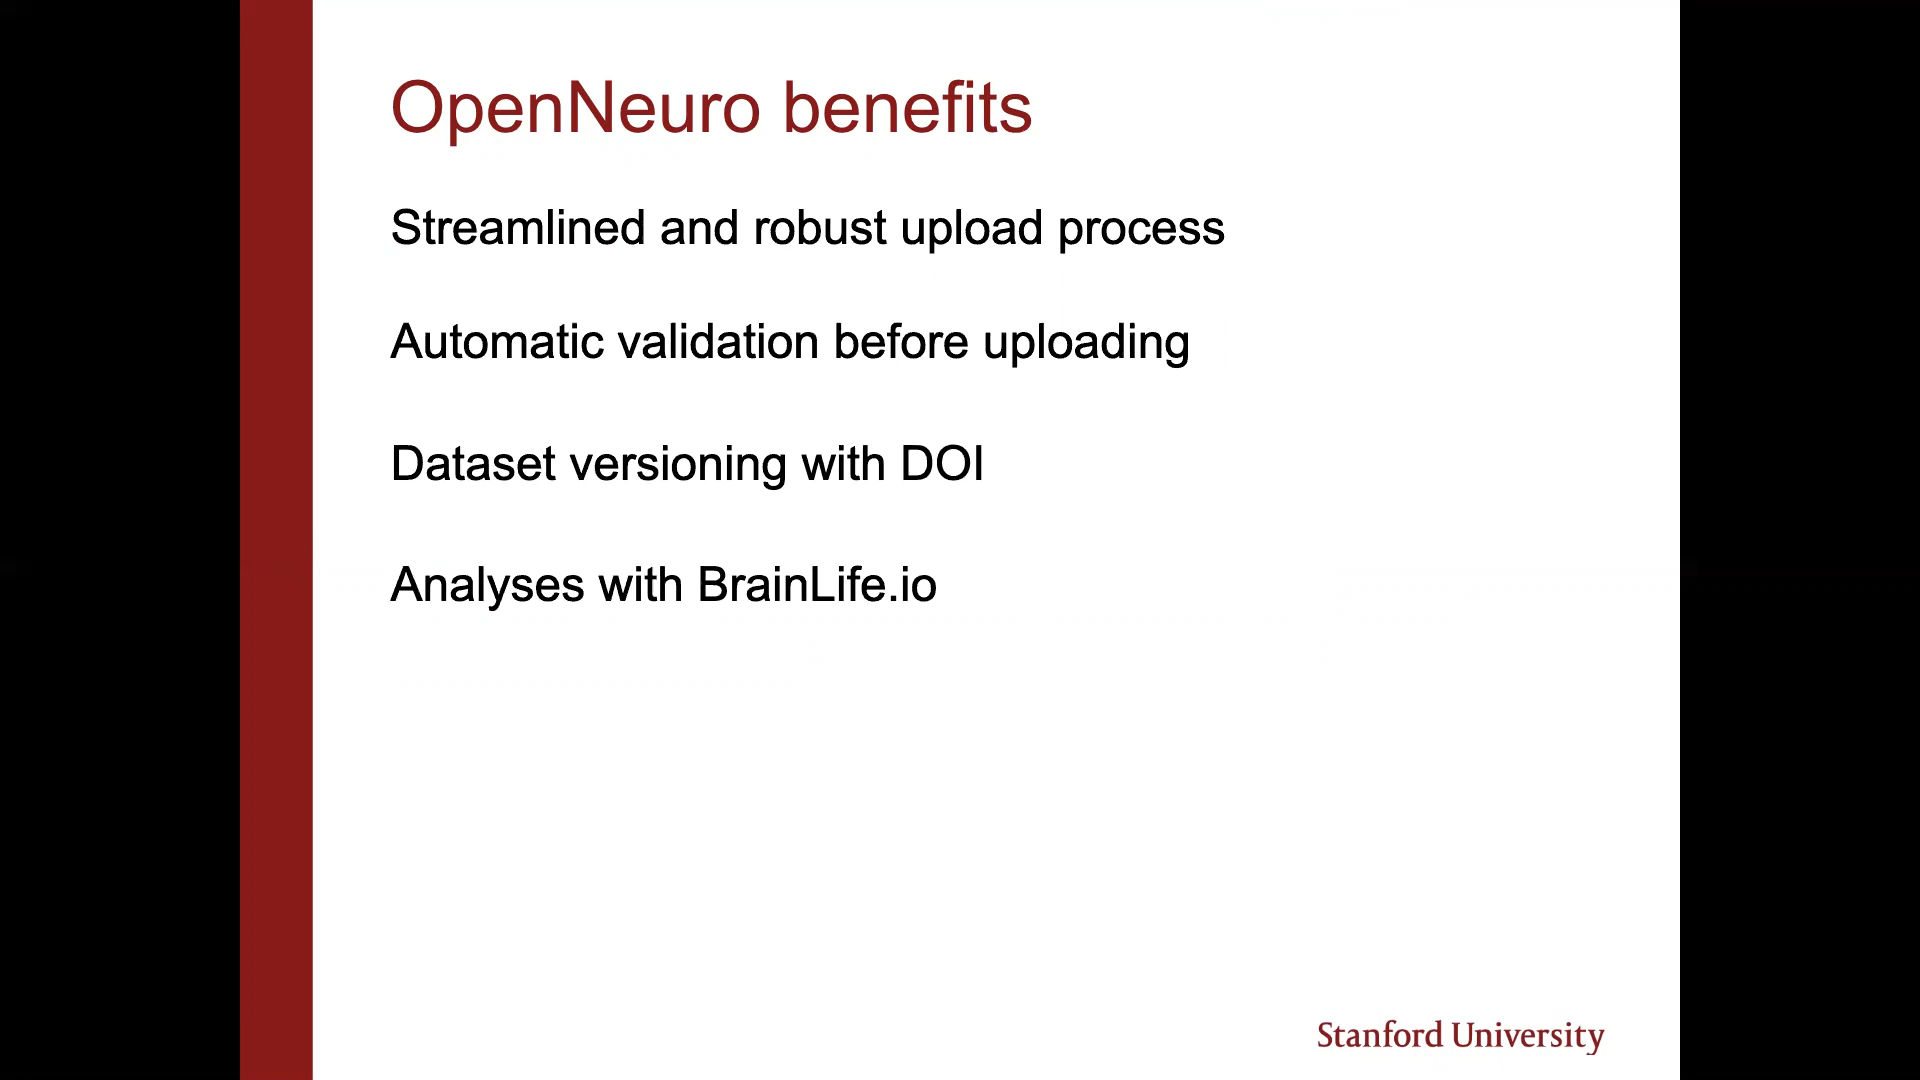 OpenNeuro benefits
Streamlined and robust upload process
Automatic validation before uploading
Dataset versioning with DOI
Analyses with BrainLife.io
Stanford University